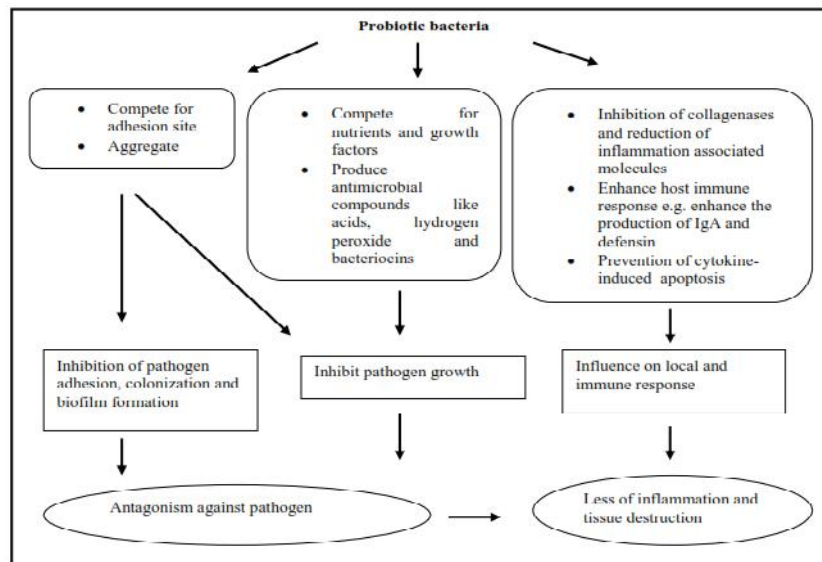 Probiotic bacteria
• Compete for
adhesion site
• Aggregate
• Compete for
nutrients and growth
factors
• Produce
antimicrobial
compounds like
acids, hydrogen
peroxide and
bacteriocins
• Inhibition of collagenases
and reduction of
inflammation associated
molecules
• Enhance host immune
response e.g. enhance the
production of IgA and
defensin
• Prevention of cytokine-
induced apoptosis
Inhibition of pathogen
adhesion, colonization and
biofilm formation
Inhibit pathogen growth
Influence on local and
immune response
Antagonism against pathogen
Less of inflammation and
tissue destruction